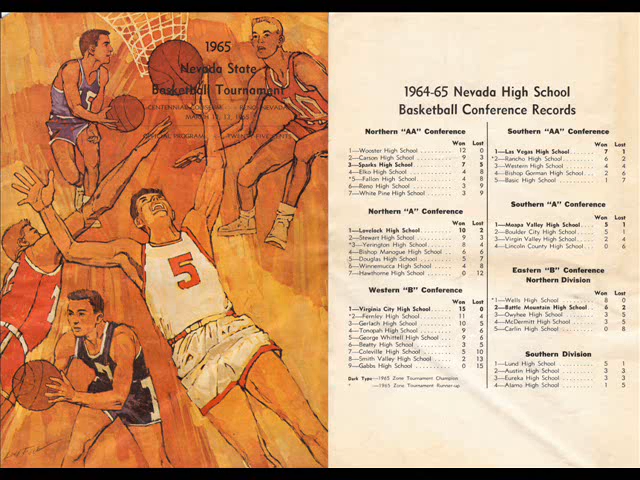 1965
Nevada State
Basketball Tournament
CENTENNIAL COLISEUM RENO, NEVADA
MARCH 11, 12, 13, 1965
OFFICIAL PROGRAM TWENTY-FIVE CENTS
5
1964-65 Nevada High School
Basketball Conference Records
Northern "AA" Conference
Won Lost
1—Wooster High School 12 0
2—Carson High School 9 3
3—Sparks High School 7 5
4—Elko High School 4 8
*5—Fallon High School 4 8
6—Reno High School 3 9
7—White Pine High School 3 9
Northern "A" Conference
Won Lost
1—Lovelock High School 10 2
2—Stewart High School 9 3
*3—Yerington High School 8 4
4—Bishop Manogue High School 6 6
5—Douglas High School 5 7
6—Winnemucca High School 4 8
7—Hawthorne High School 0 12
Western "B" Conference
Won Lost
1—Virginia City High School 15 0
*2—Fernley High School 11 4
3—Gerlach High School 10 5
4—Tonopah High School 9 6
5—George Whittell High School 9 6
6—Beatty High School 3 5
7—Coleville High School 5 10
8—Smith Valley High School 2 13
9—Gabbs High School 0 15
Dark Type—1965 Zone Tournament Champion
*—1965 Zone Tournament Runner-up
Southern "AA" Conference
Won Lost
1—Las Vegas High School 7 1
*2—Rancho High School 6 2
3—Western High School 4 4
4—Bishop Gorman High School 2 6
5—Basic High School 1 7
Southern "A" Conference
Won Lost
1—Moapa Valley High School 5 1
*2—Boulder City High School 5 1
3—Virgin Valley High School 2 4
4—Lincoln County High School 0 6
Eastern "B" Conference
Northern Division
Won Lost
*1—Wells High School 8 0
2—Battle Mountain High School 6 2
3—Owyhee High School 3 5
4—McDermitt High School 3 5
5—Carlin High School 0 8
Southern Division
1—Lund High School 5 1
2—Austin High School 3 3
3—Eureka High School 3 3
4—Alamo High School 1 5